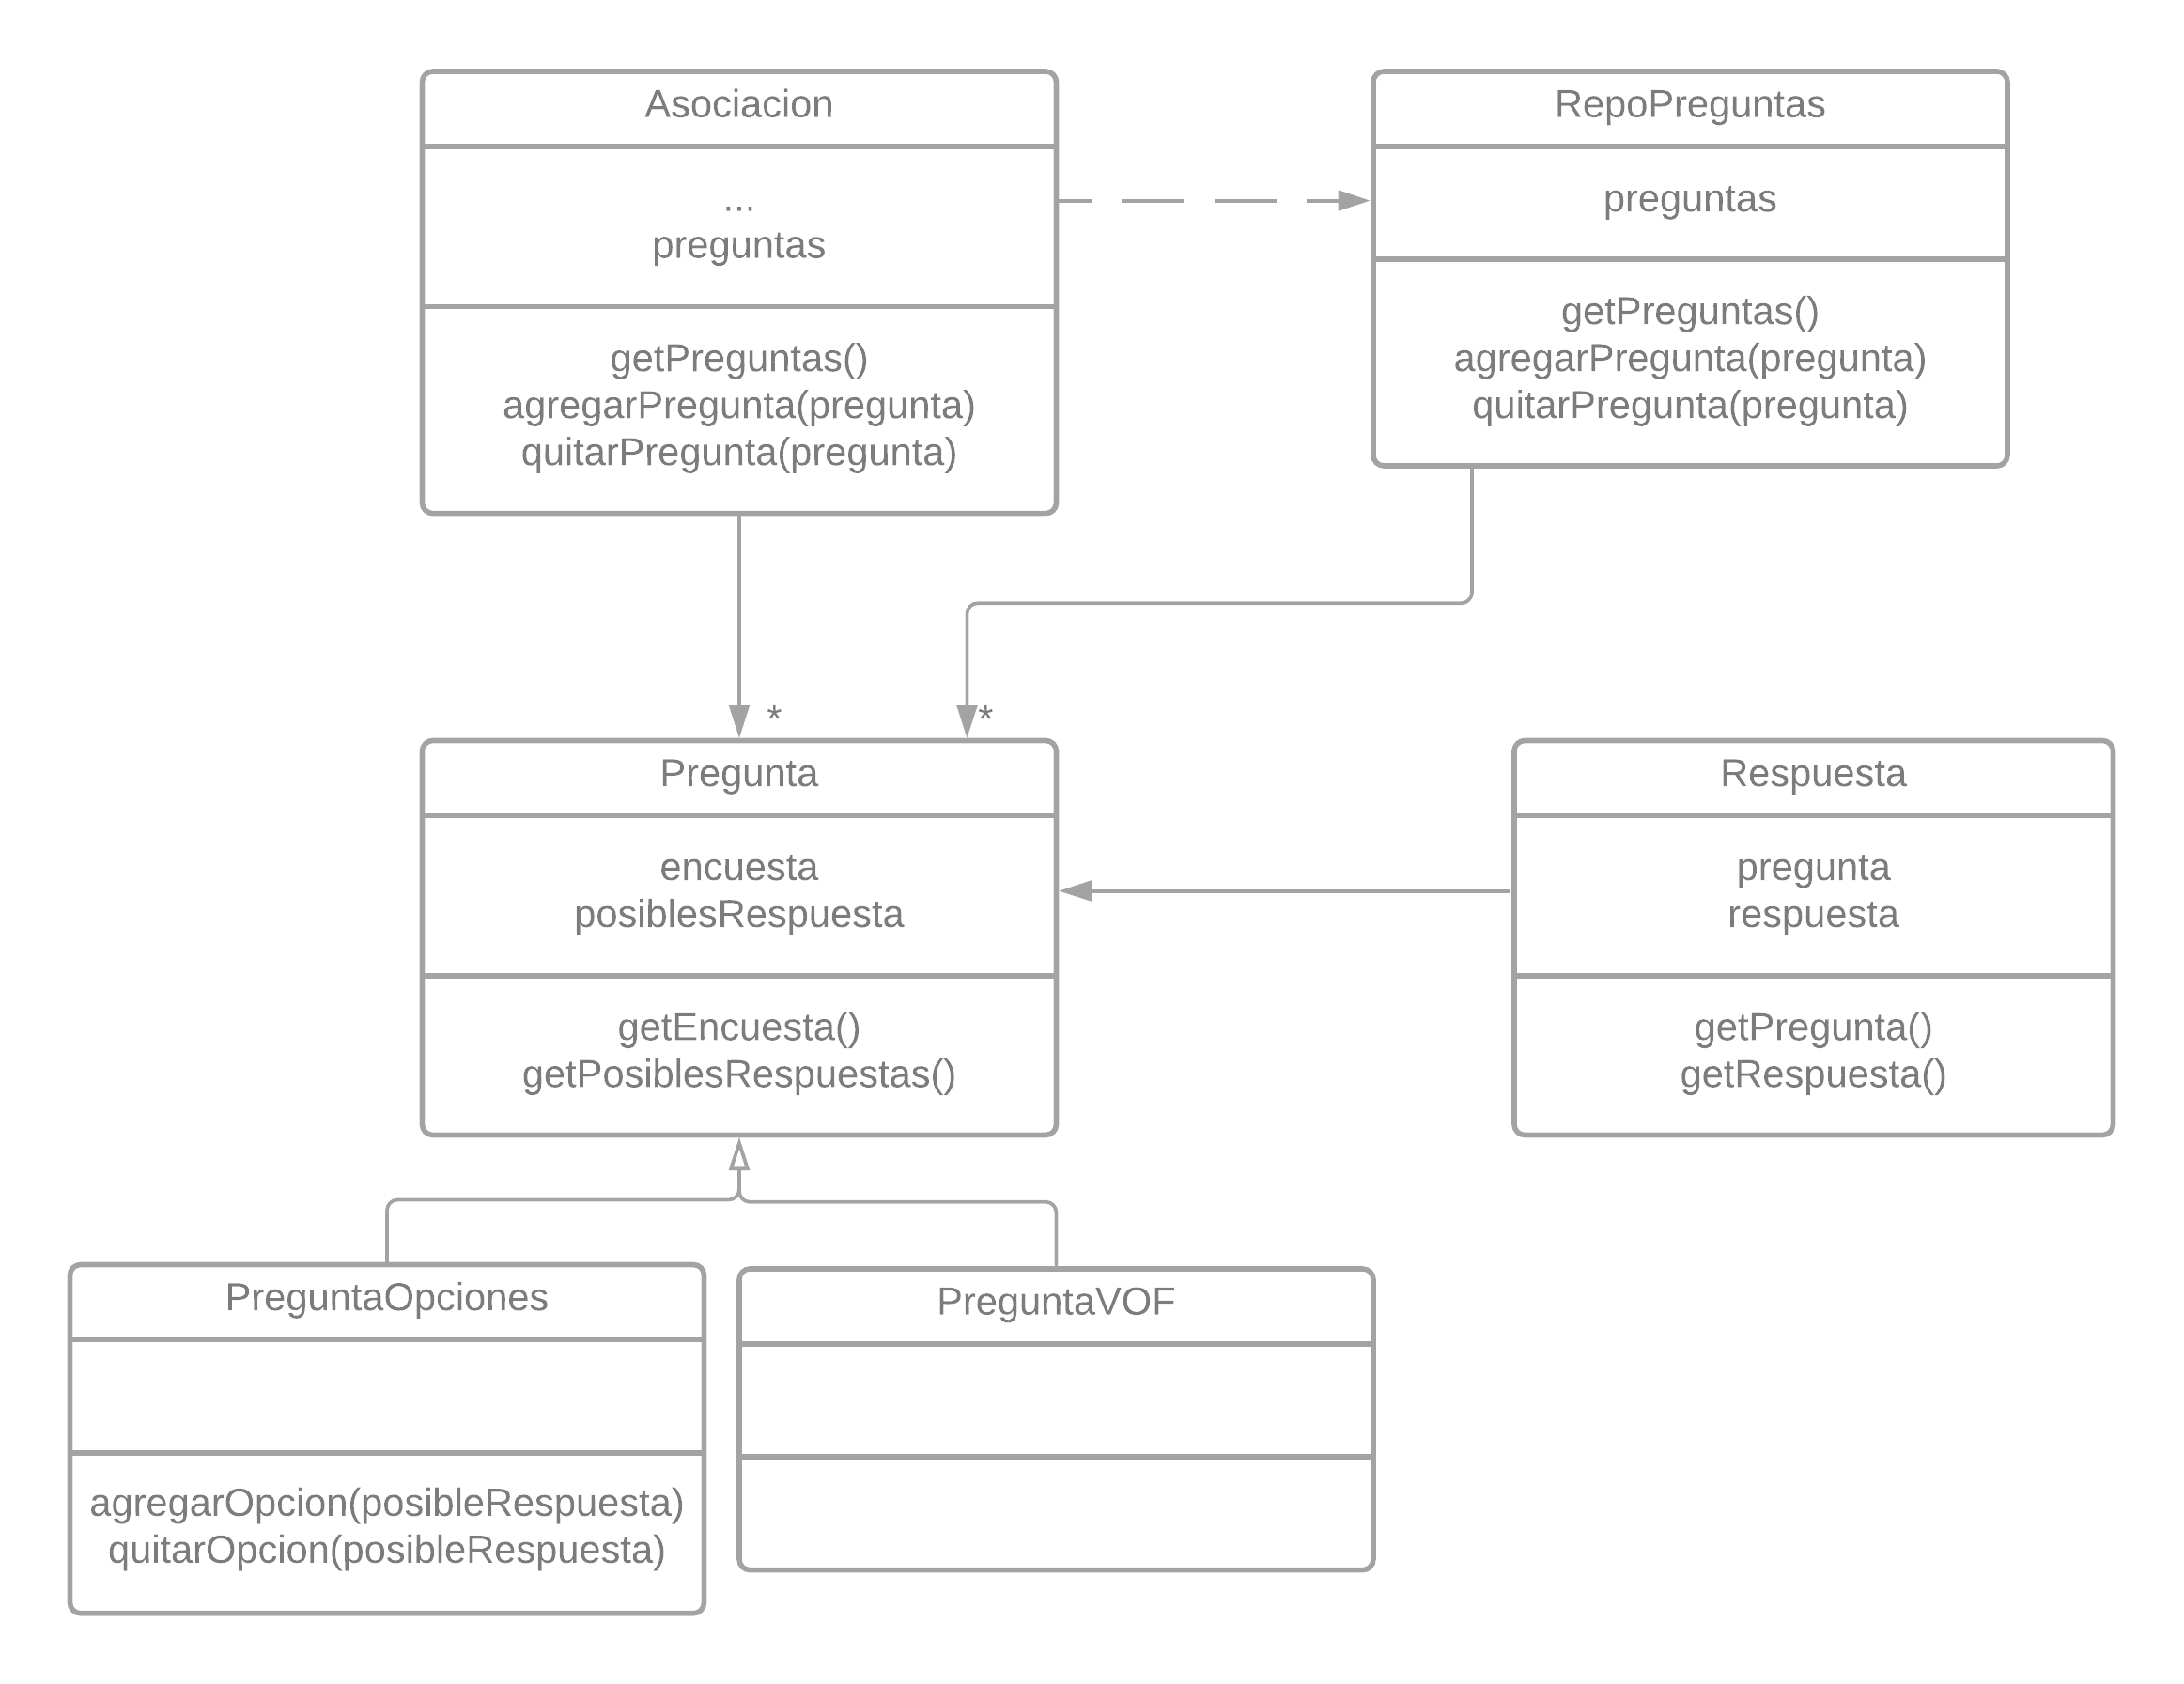 Asociacion
...
preguntas
getPreguntas()
agregarPregunta(pregunta)
quitarPregunta(pregunta)
RepoPreguntas
preguntas
getPreguntas()
agregarPregunta(pregunta)
quitarPregunta(pregunta)
*
*
Pregunta
encuesta
posiblesRespuesta
getEncuesta()
getPosiblesRespuestas()
Respuesta
pregunta
respuesta
getPregunta()
getRespuesta()
PreguntaOpciones
agregarOpcion(posibleRespuesta)
quitarOpcion(posibleRespuesta)
PreguntaVOF